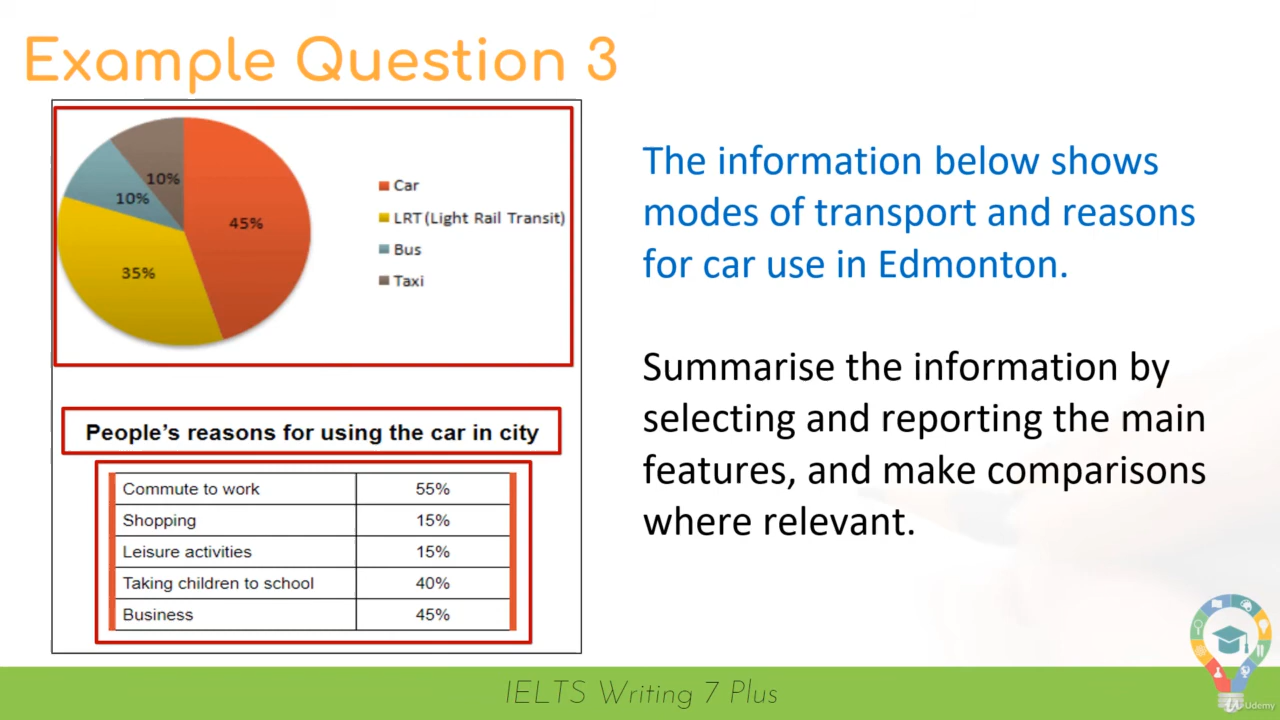 Example Question 3
10%
10%
45%
35%
Car
LRT (Light Rail Transit)
Bus
Taxi
People's reasons for using the car in city
Commute to work 55%
Shopping 15%
Leisure activities 15%
Taking children to school 40%
Business 45%
The information below shows
modes of transport and reasons
for car use in Edmonton.
Summarise the information by
selecting and reporting the main
features, and make comparisons
where relevant.
IELTS Writing 7 Plus
Udemy